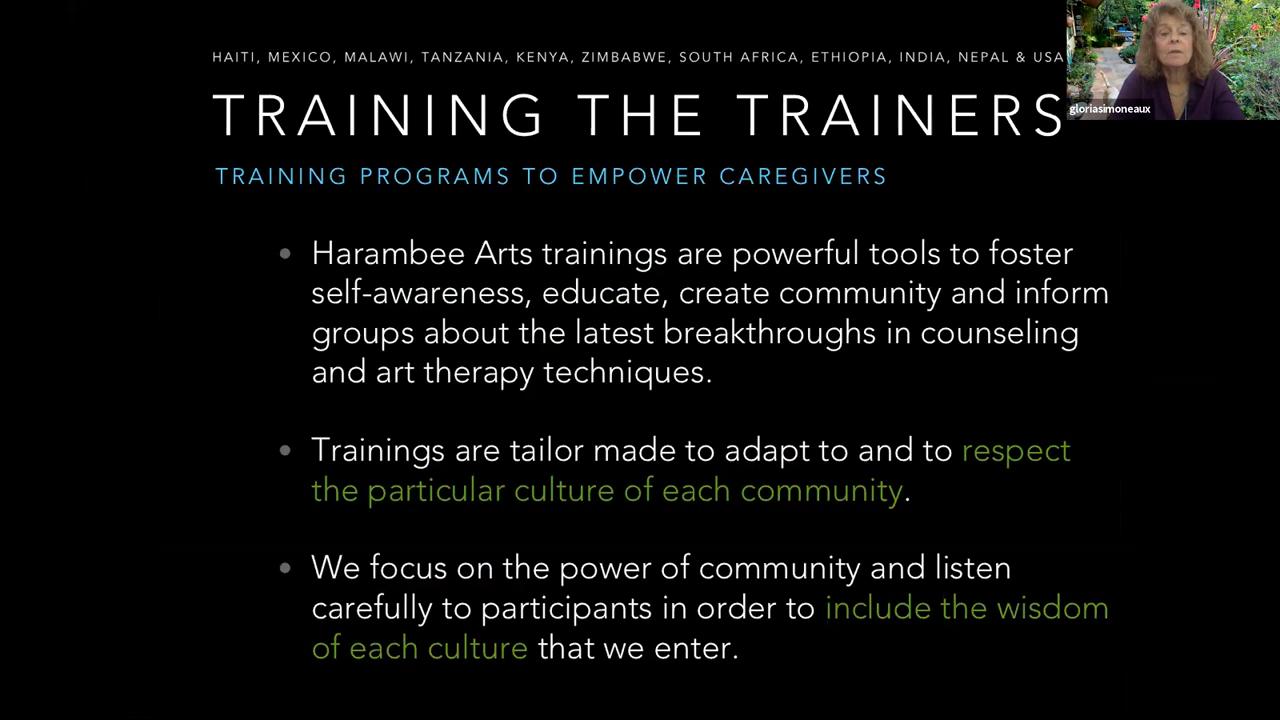 HAITI, MEXICO, MALAWI, TANZANIA, KENYA, ZIMBABWE, SOUTH AFRICA, ETHIOPIA, INDIA, NEPAL & USA
TRAINING THE TRAINERS
gloriasimoneaux
TRAINING PROGRAMS TO EMPOWER CAREGIVERS
• Harambee Arts trainings are powerful tools to foster
self-awareness, educate, create community and inform
groups about the latest breakthroughs in counseling
and art therapy techniques.
• Trainings are tailor made to adapt to and to respect
the particular culture of each community.
• We focus on the power of community and listen
carefully to participants in order to include the wisdom
of each culture that we enter.